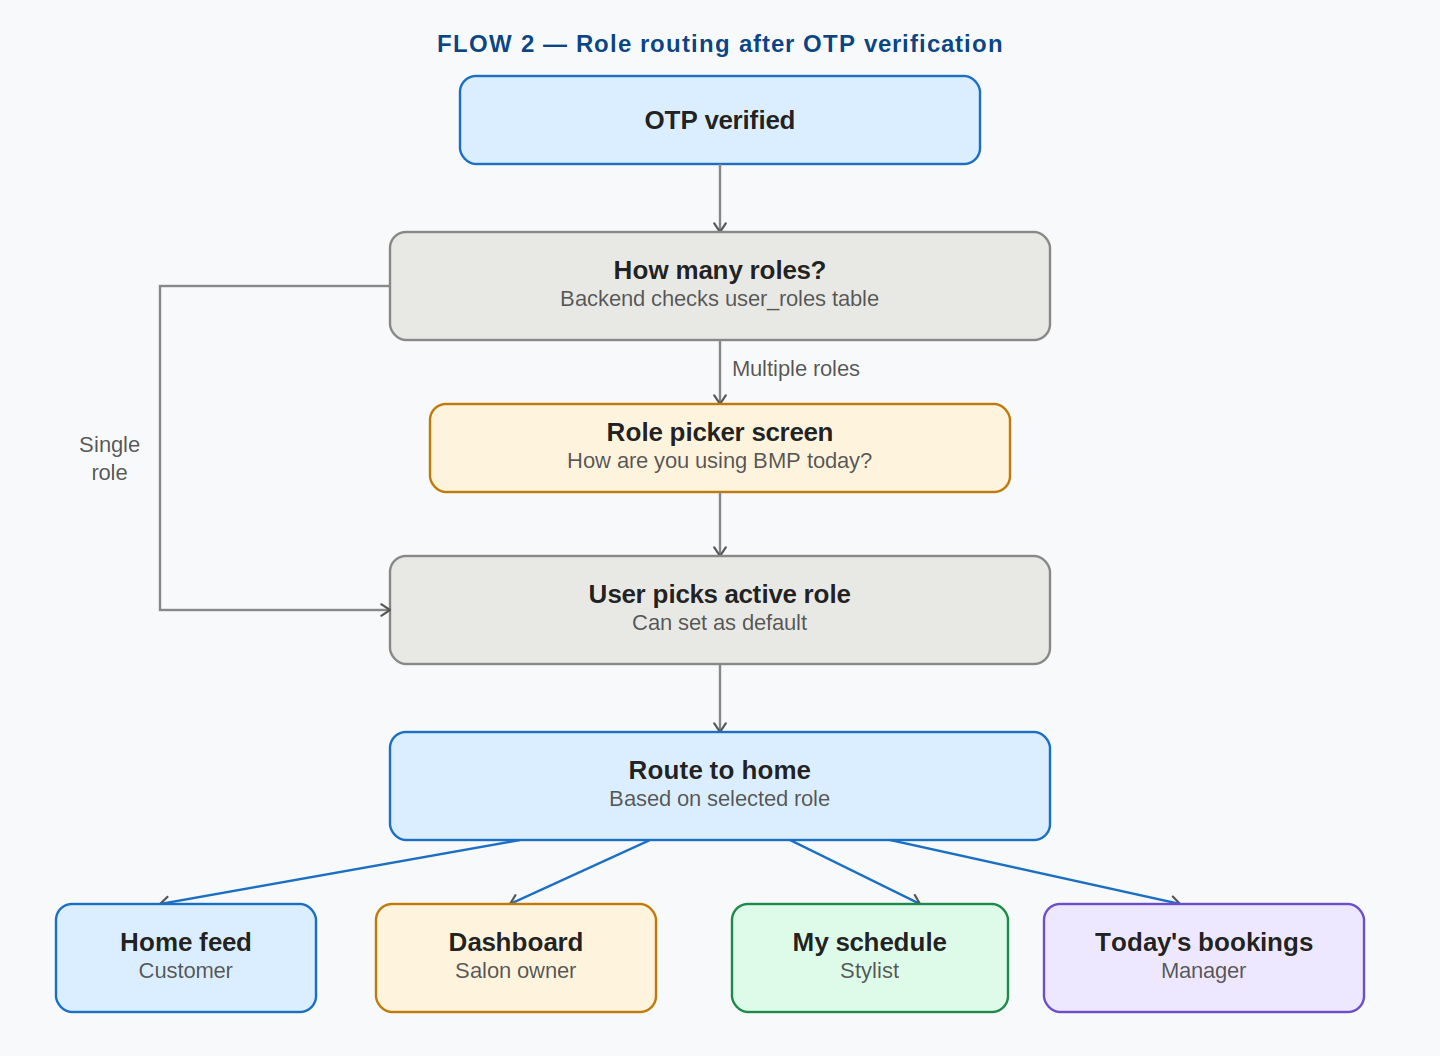 FLOW 2 — Role routing after OTP verification
OTP verified
How many roles?
Backend checks user_roles table
Multiple roles
Role picker screen
How are you using BMP today?
Single
role
User picks active role
Can set as default
Route to home
Based on selected role
Home feed
Customer
Dashboard
Salon owner
My schedule
Stylist
Today's bookings
Manager